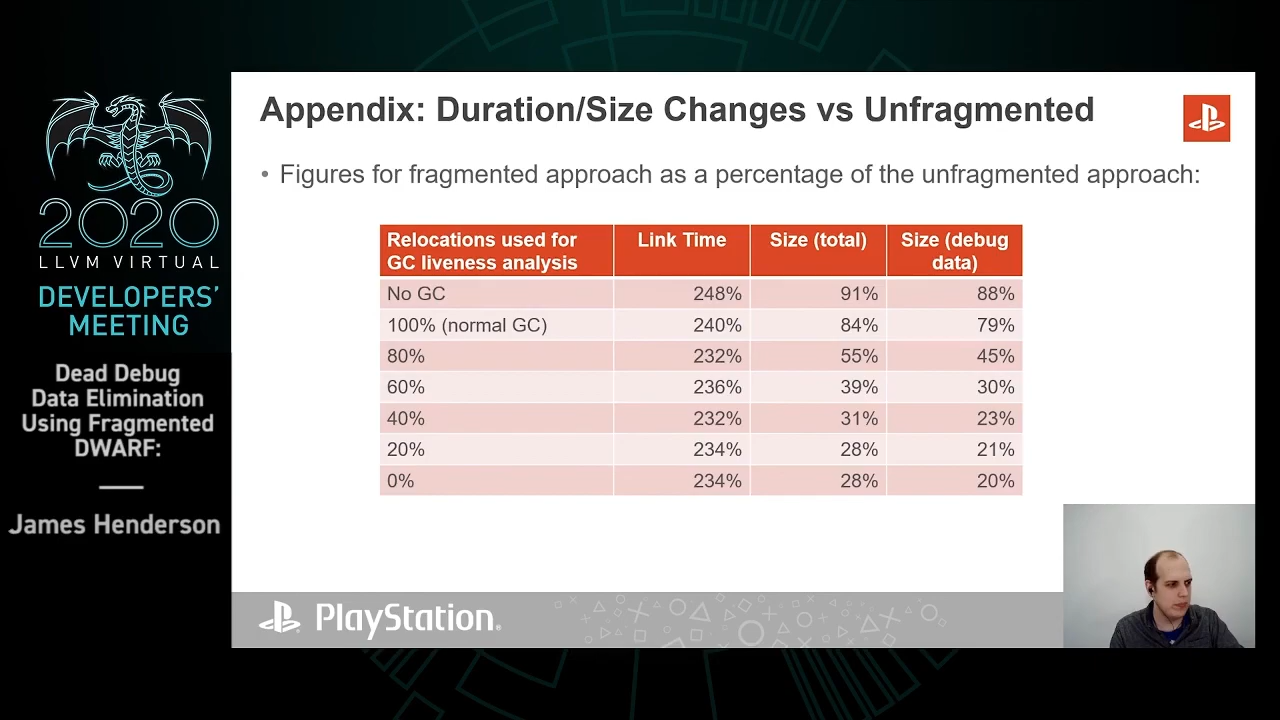 2020
LLVM VIRTUAL
DEVELOPERS’
MEETING
Dead Debug
Data Elimination
Using Fragmented
DWARF:
James Henderson
Appendix: Duration/Size Changes vs Unfragmented
• Figures for fragmented approach as a percentage of the unfragmented approach:
Relocations used for GC liveness analysis Link Time Size (total) Size (debug data)
No GC 248% 91% 88%
100% (normal GC) 240% 84% 79%
80% 232% 55% 45%
60% 236% 39% 30%
40% 232% 31% 23%
20% 234% 28% 21%
0% 234% 28% 20%
PlayStation®